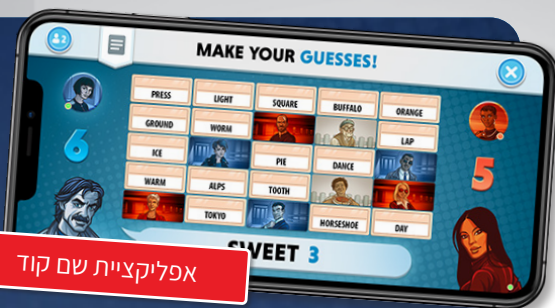 2
MAKE YOUR GUESSES!
PRESS LIGHT SQUARE BUFFALO ORANGE
GROUND WORM LAP
6 ICE PIE DANCE 5
WARM ALPS TOOTH
TOKYO HORSESHOE DAY
SWEET 3
אפליקציית שם קוד